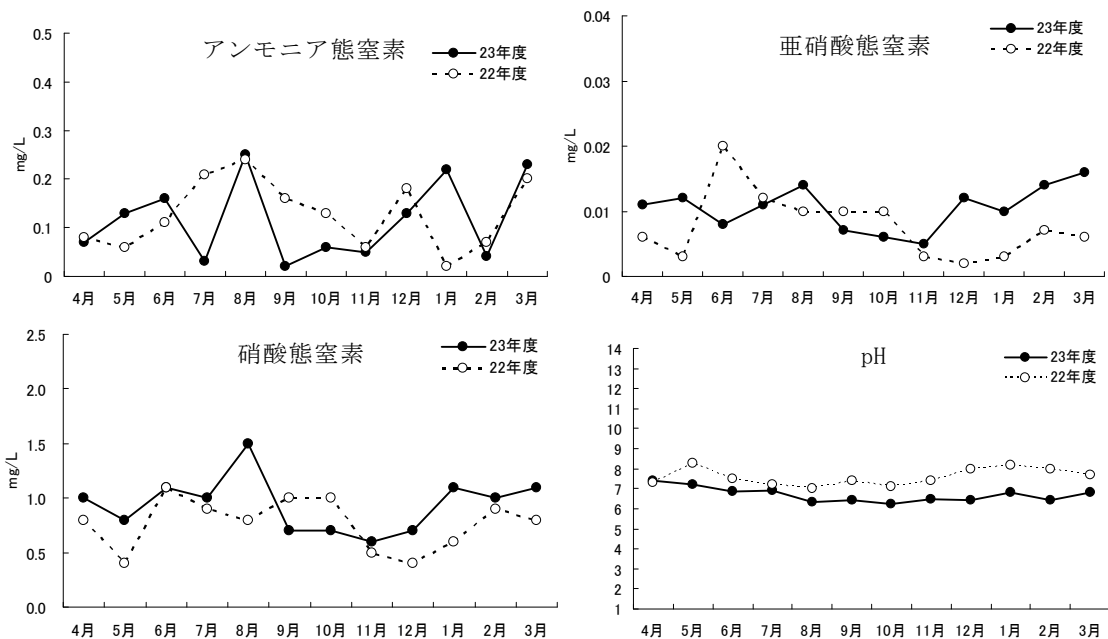 アンモニア態窒素
23年度
22年度
mg/L
0.5
0.4
0.3
0.2
0.1
0
4月 5月 6月 7月 8月 9月 10月 11月 12月 1月 2月 3月
亜硝酸態窒素
23年度
22年度
mg/L
0.04
0.03
0.02
0.01
0.00
4月 5月 6月 7月 8月 9月 10月 11月 12月 1月 2月 3月
硝酸態窒素
23年度
22年度
mg/L
2.5
2.0
1.5
1.0
0.5
0.0
4月 5月 6月 7月 8月 9月 10月 11月 12月 1月 2月 3月
pH
23年度
22年度
14
13
12
11
10
9
8
7
6
5
4
3
2
1
4月 5月 6月 7月 8月 9月 10月 11月 12月 1月 2月 3月